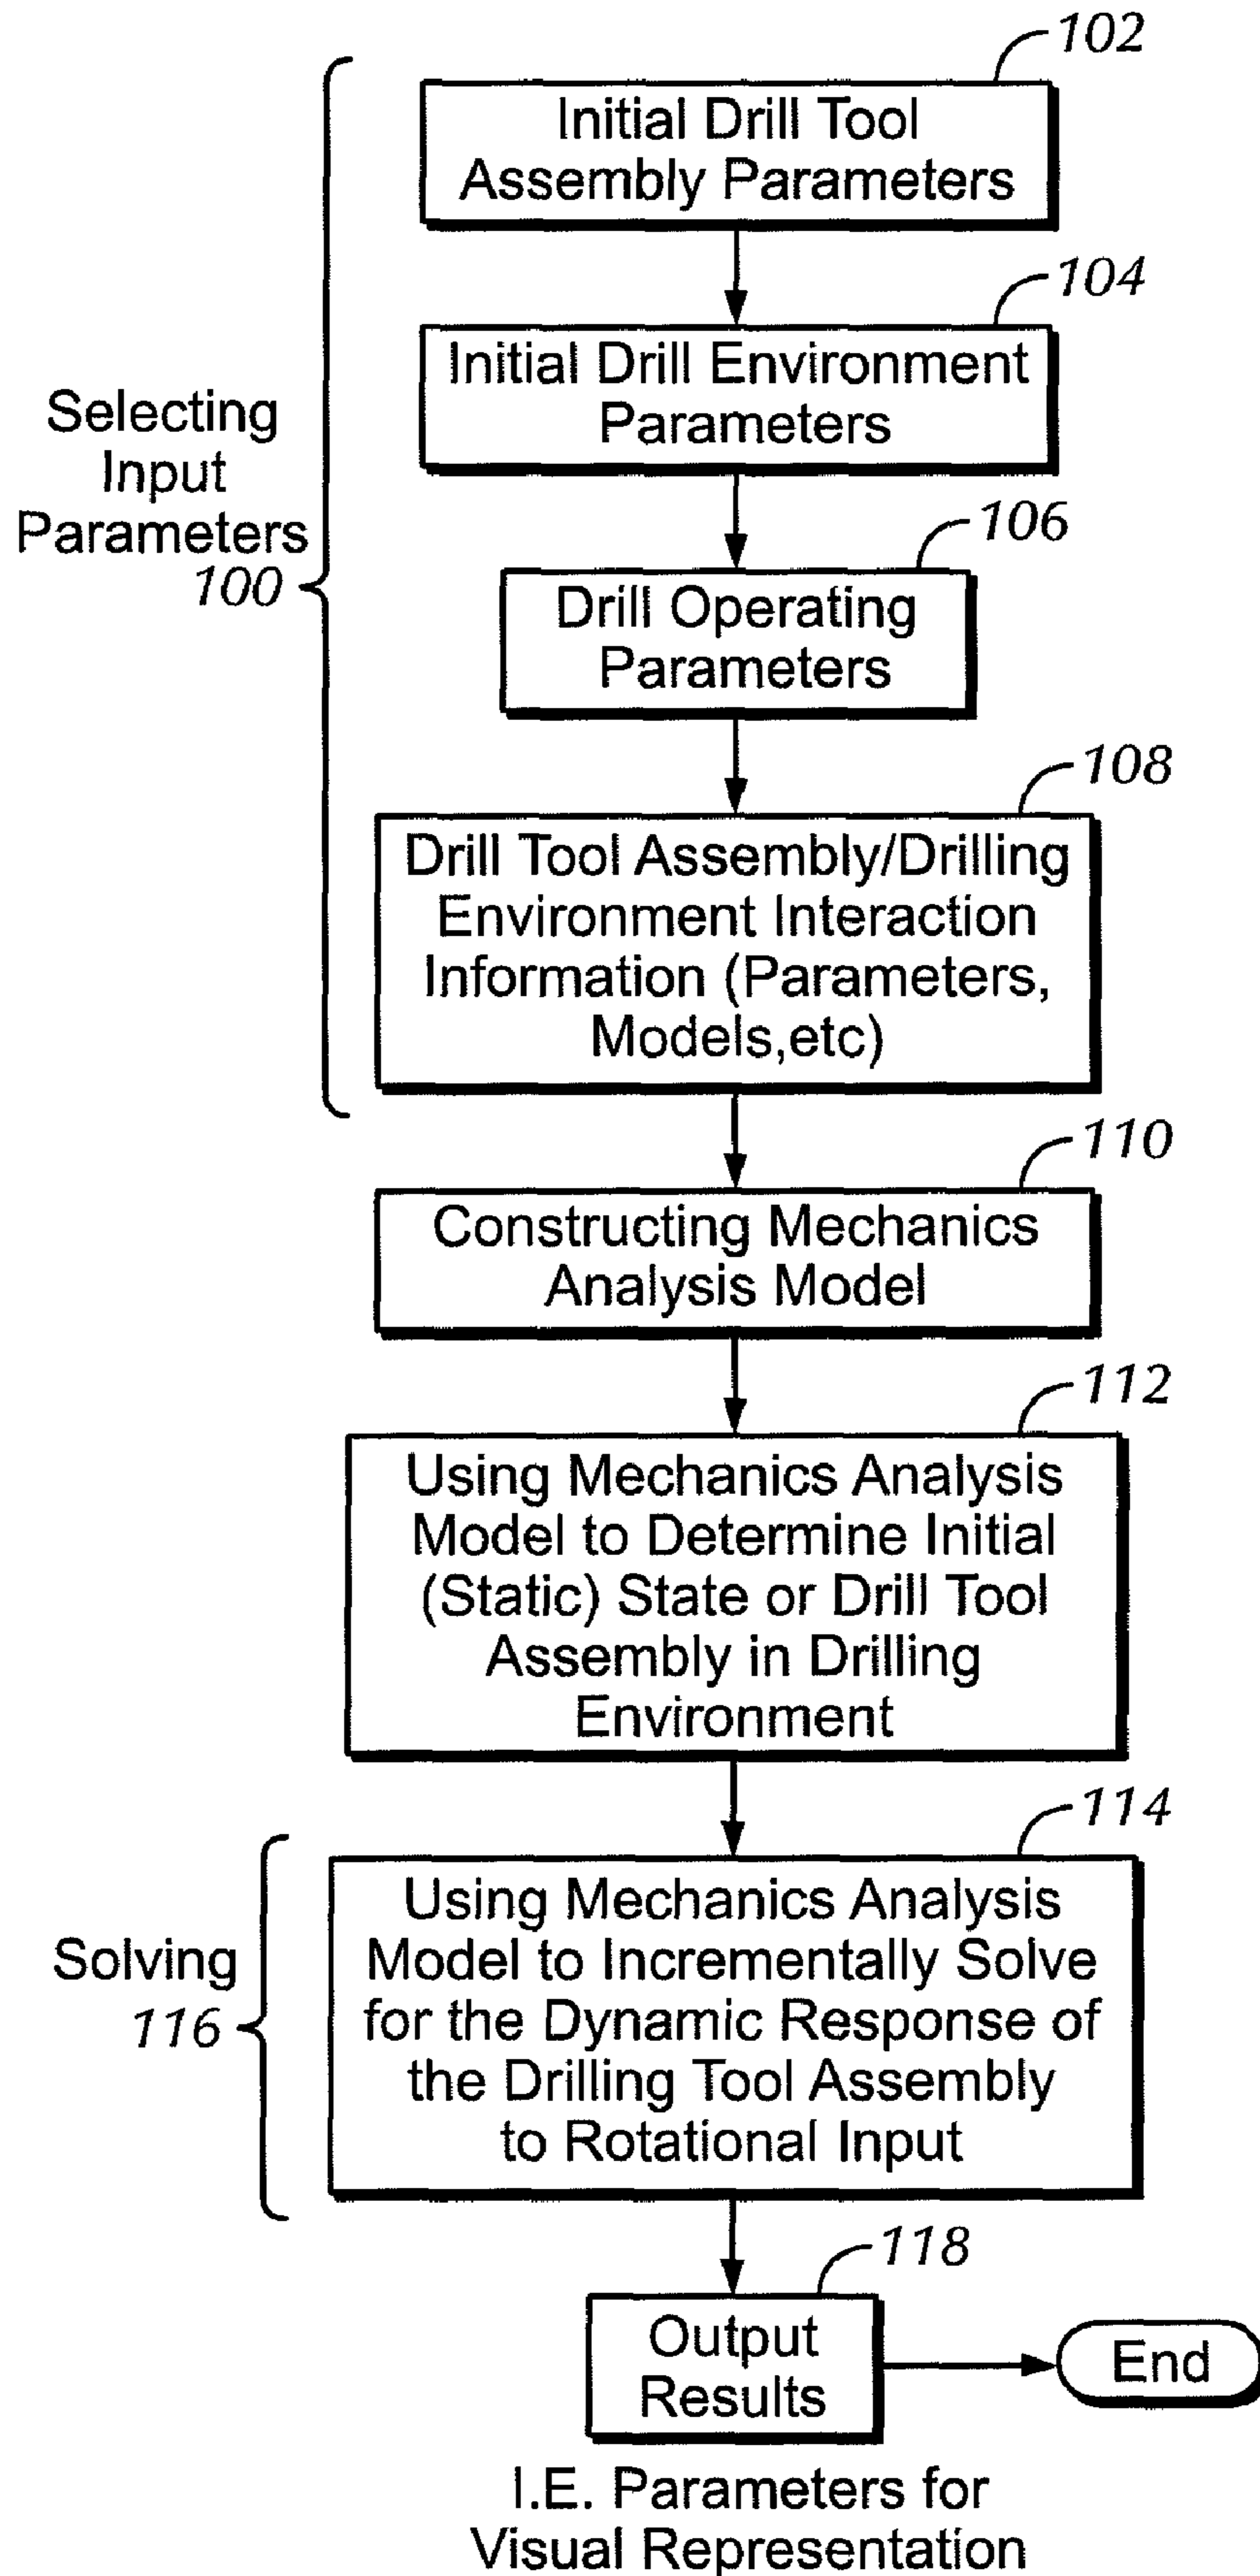 102
Initial Drill Tool
Assembly Parameters
104
Initial Drill Environment
Parameters
Selecting
Input
Parameters
100
106
Drill Operating
Parameters
108
Drill Tool Assembly/Drilling
Environment Interaction
Information (Parameters,
Models,etc)
110
Constructing Mechanics
Analysis Model
112
Using Mechanics Analysis
Model to Determine Initial
(Static) State or Drill Tool
Assembly in Drilling
Environment
114
Solving
116
Using Mechanics Analysis
Model to Incrementally Solve
for the Dynamic Response of
the Drilling Tool Assembly
to Rotational Input
118
Output
Results
End
I.E. Parameters for
Visual Representation